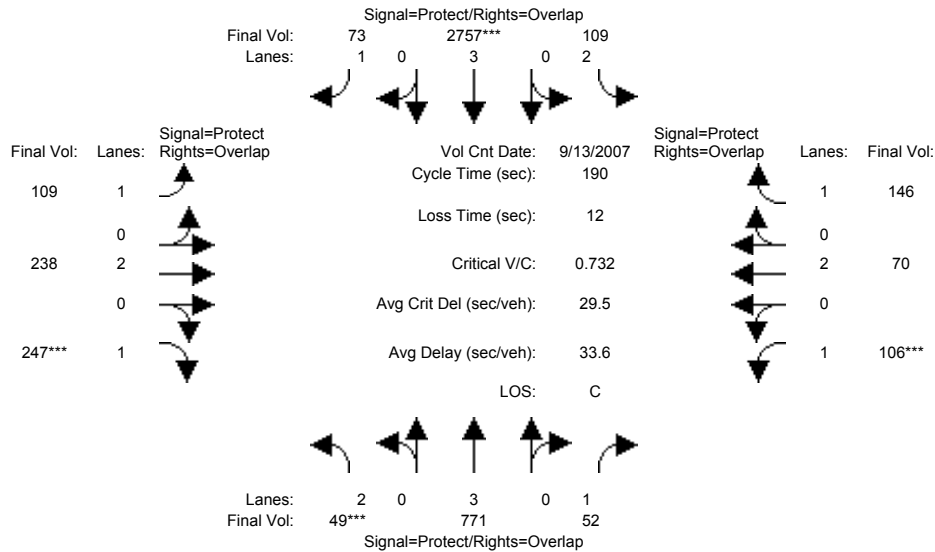 Signal=Protect/Rights=Overlap
Final Vol: 73 2757*** 109
Lanes: 1 0 3 0 2
Signal=Protect
Final Vol: Lanes: Rights=Overlap
Vol Cnt Date: 9/13/2007
Signal=Protect
Rights=Overlap Lanes: Final Vol:
Cycle Time (sec): 190
109 1
1 146
Loss Time (sec): 12
0
0
238 2
Critical V/C: 0.732
2 70
0
Avg Crit Del (sec/veh): 29.5
0
247*** 1
Avg Delay (sec/veh): 33.6
1 106***
LOS: C
Lanes: 2 0 3 0 1
Final Vol: 49*** 771 52
Signal=Protect/Rights=Overlap